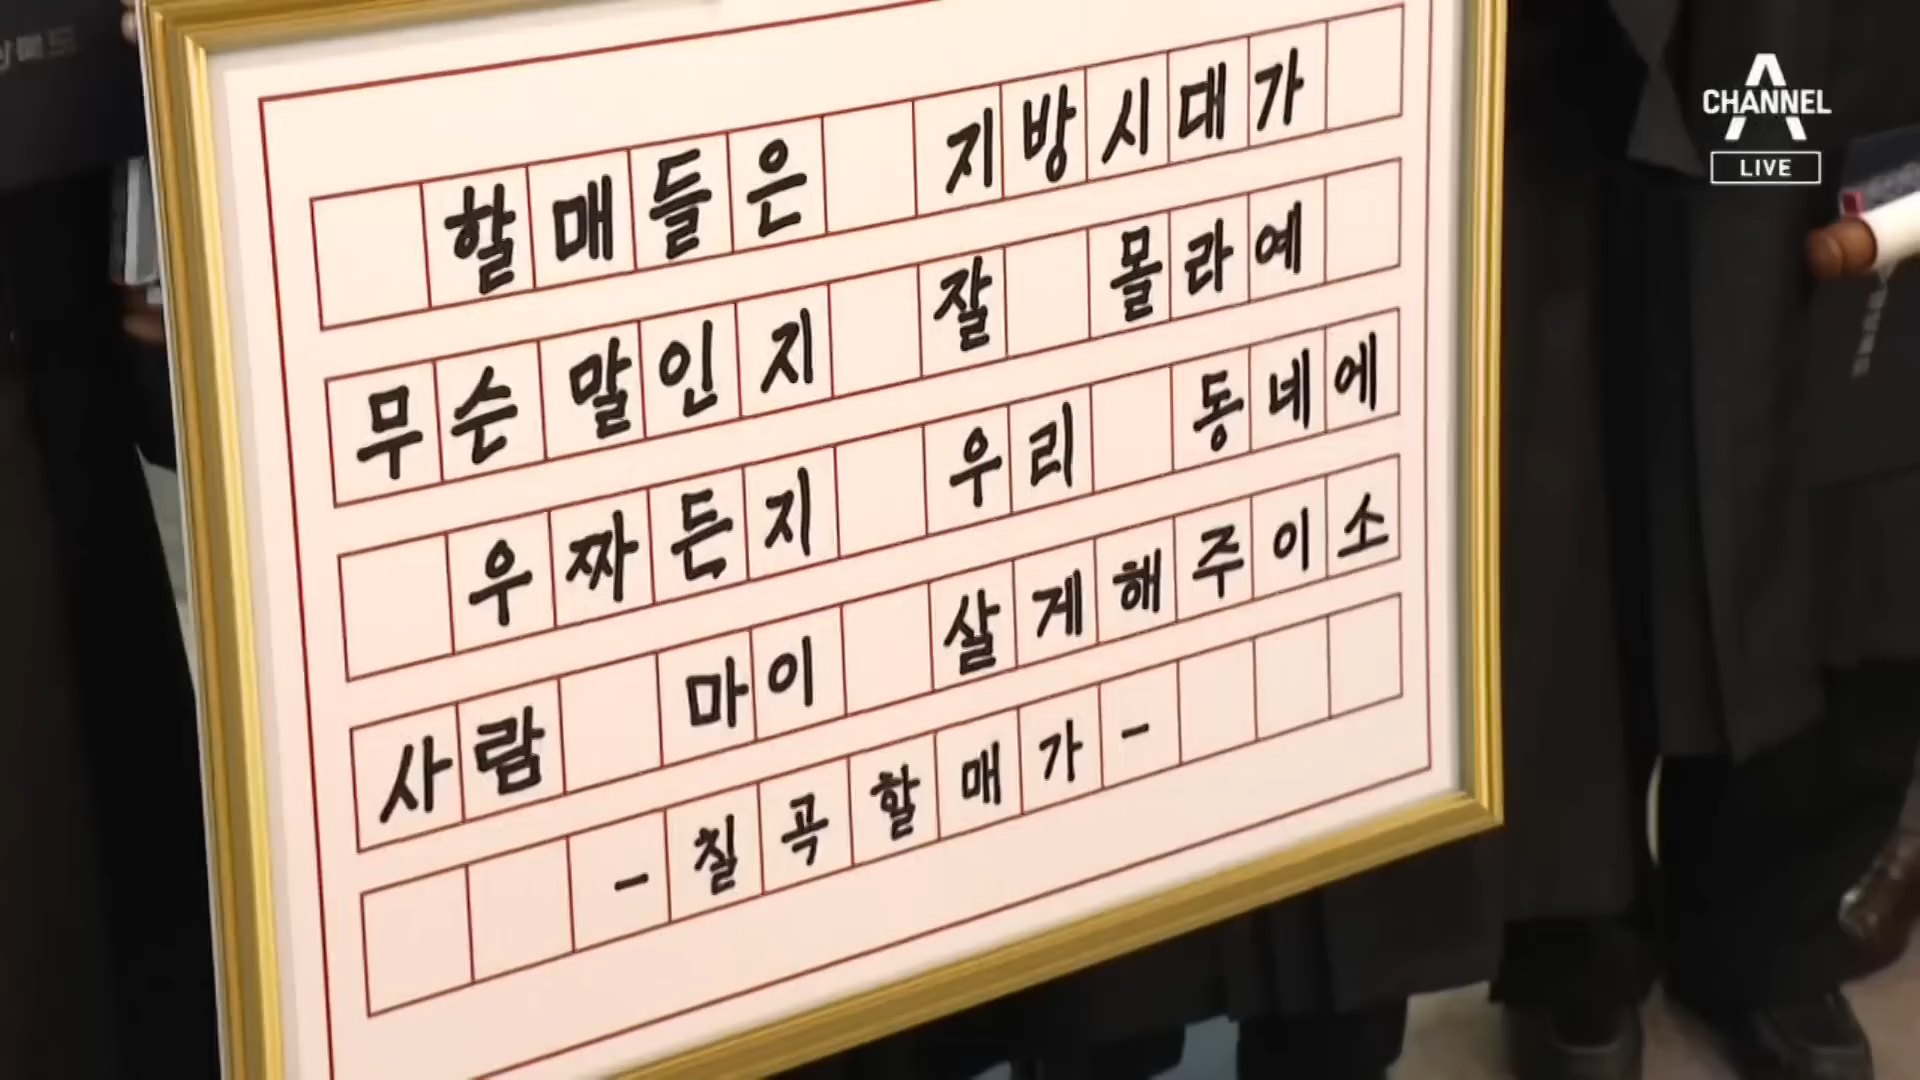 할매들은 지방시대가
무슨말인지 잘 몰라예
우짜든지 우리 동네에
사람 마이 살게해주이소
-칠곡할매가-
CHANNEL A
LIVE